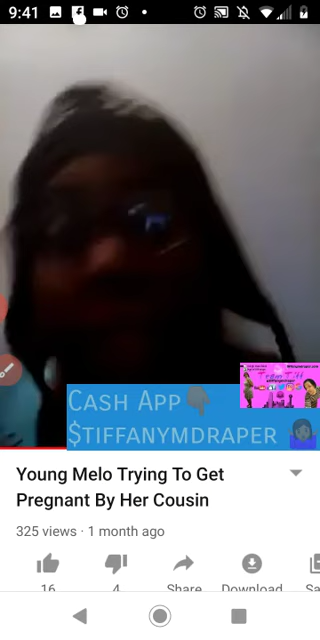 9:41
CASH APP
$TIFFANYMDRAPER
Young Melo Trying To Get
Pregnant By Her Cousin
325 views · 1 month ago
16
4
Share
Download
Sa